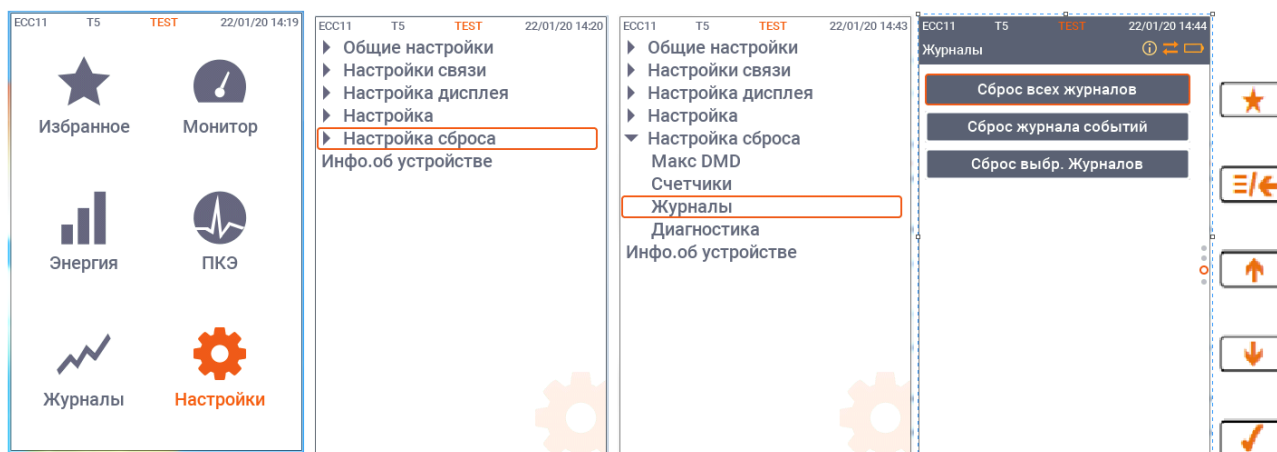 ECC11 T5 TEST 22/01/20 14:19
Избранное Монитор
Энергия ПКЭ
Журналы Настройки
ECC11 T5 TEST 22/01/20 14:20
Общие настройки
Настройки связи
Настройка дисплея
Настройка
Настройка сброса
Инфо.об устройстве
ECC11 T5 TEST 22/01/20 14:43
Общие настройки
Настройки связи
Настройка дисплея
Настройка
Настройка сброса
Макс DMD
Счетчики
Журналы
Диагностика
Инфо.об устройстве
ECC11 T5 TEST 22/01/20 14:44
Журналы
Сброс всех журналов
Сброс журнала событий
Сброс выбр. Журналов